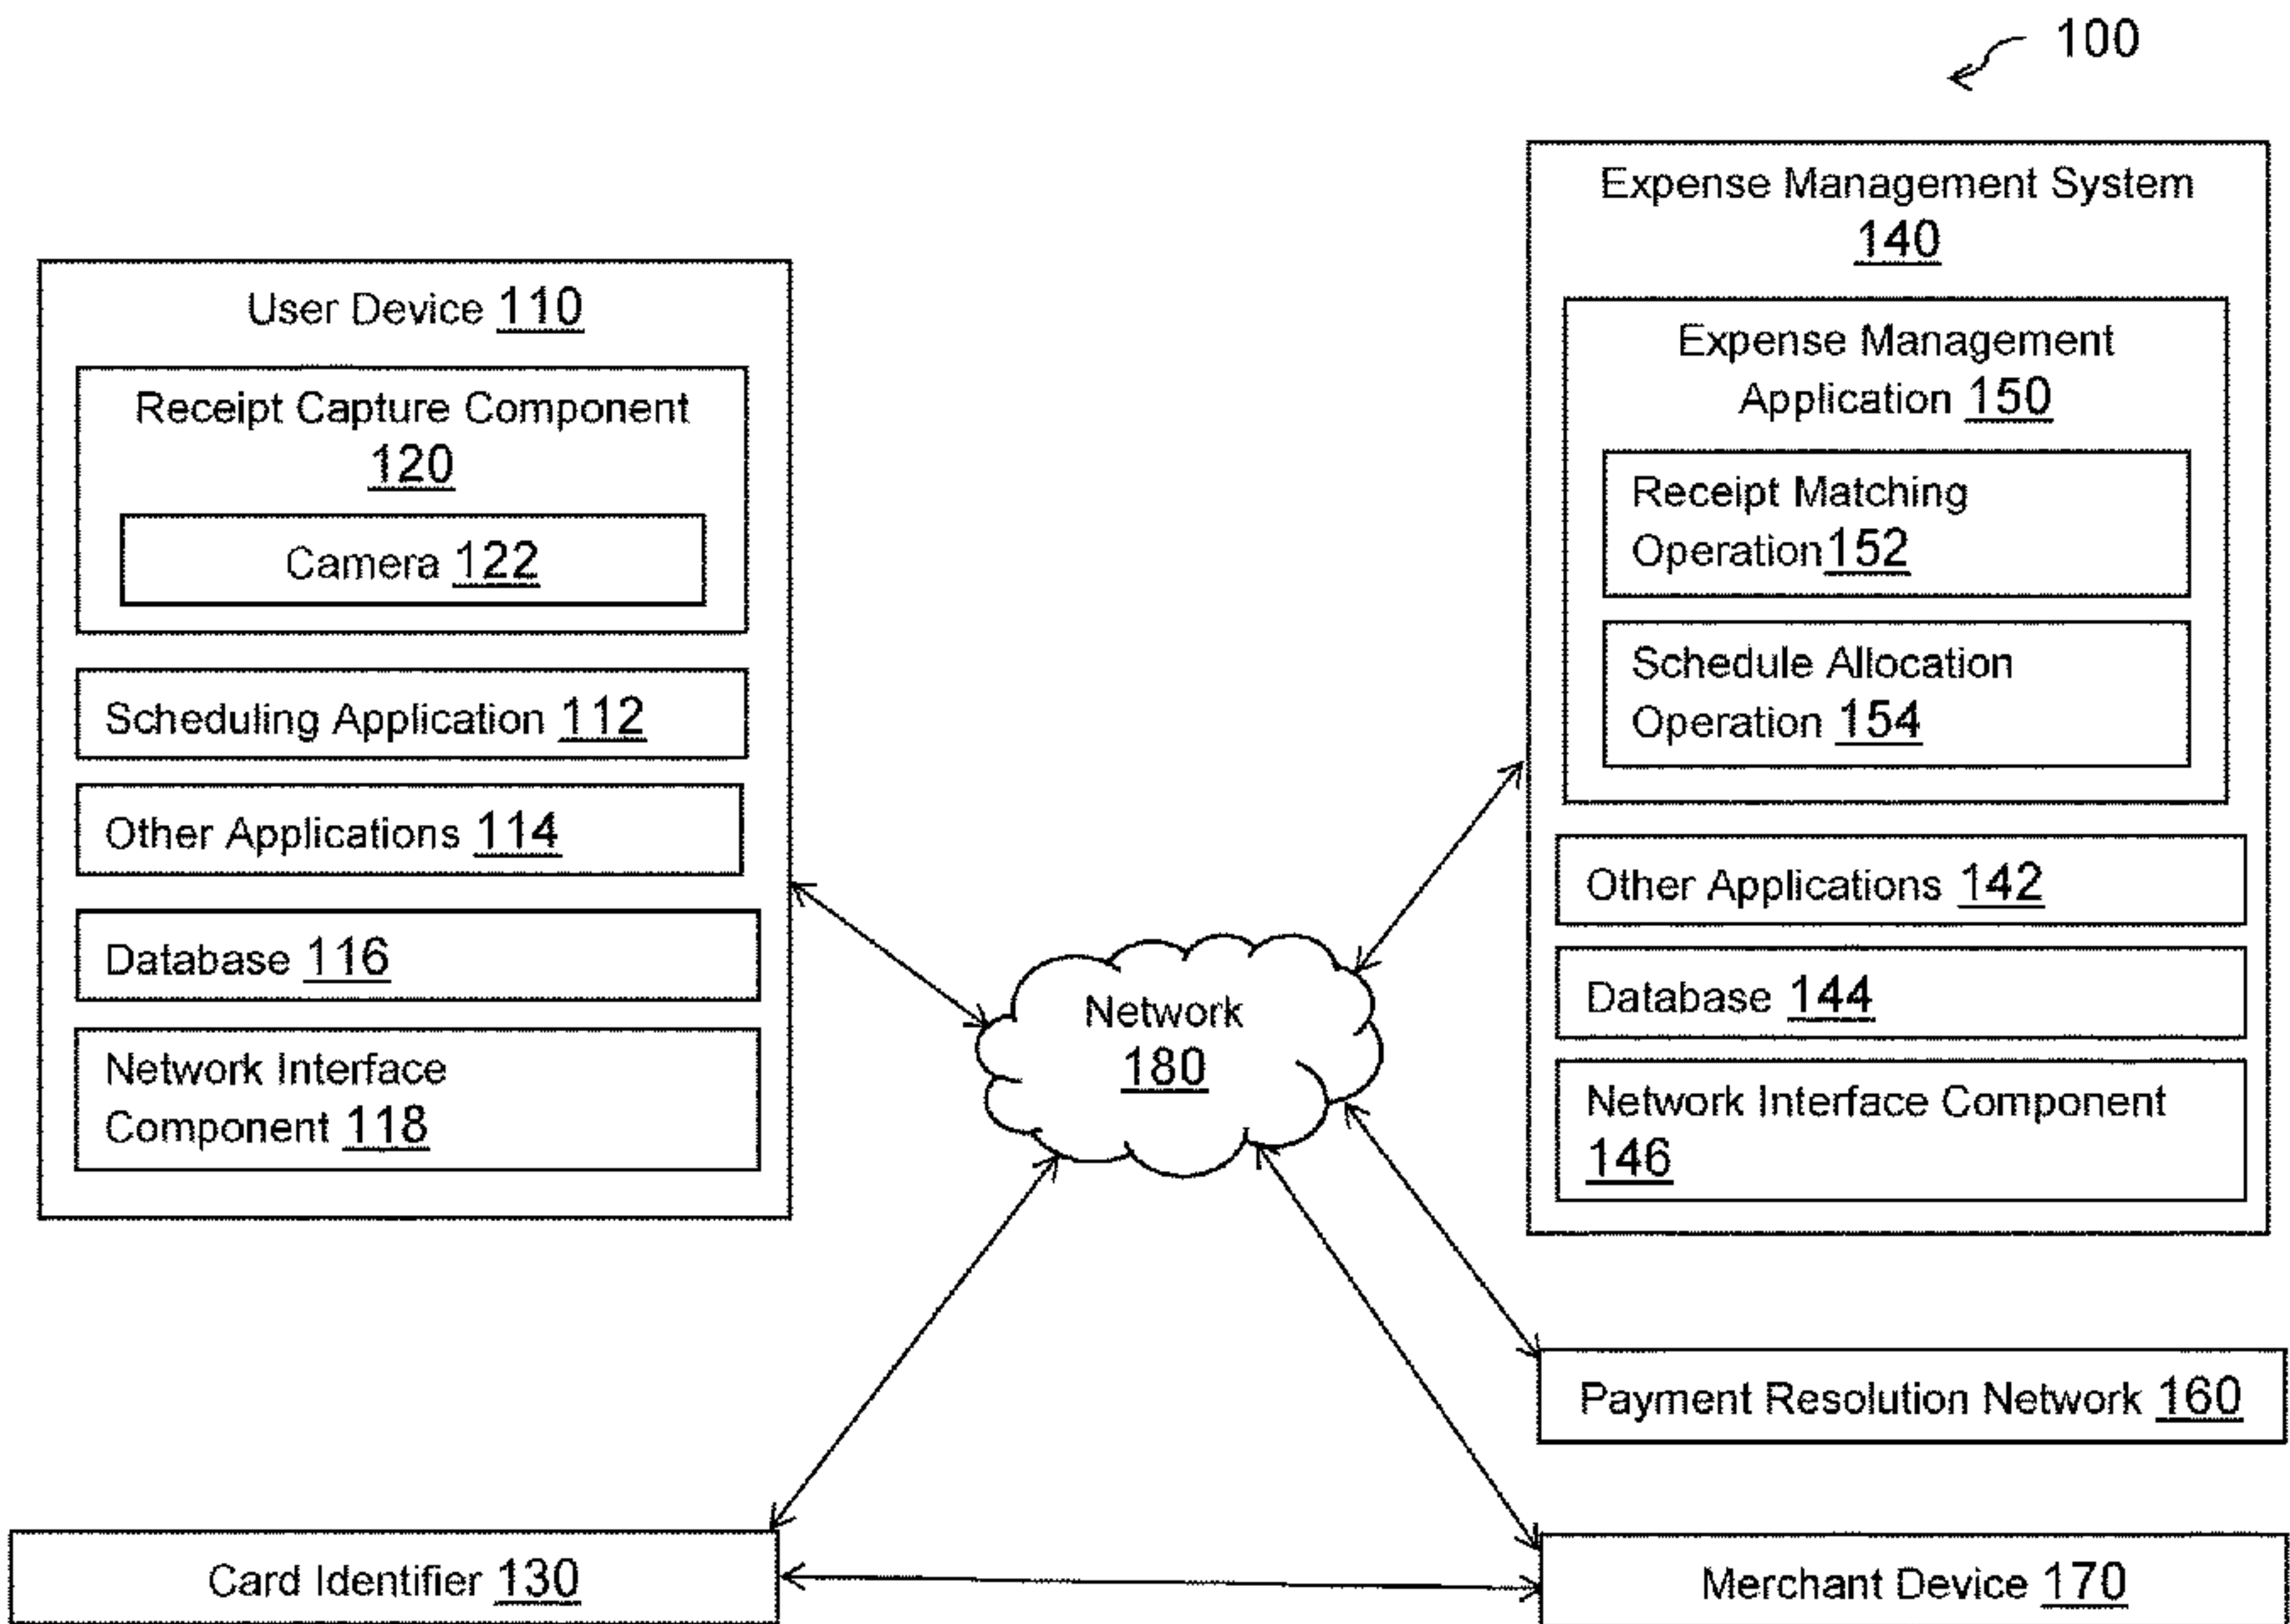 100
User Device 110
Receipt Capture Component
120
Camera 122
Scheduling Application 112
Other Applications 114
Database 116
Network Interface
Component 118
Expense Management System
140
Expense Management
Application 150
Receipt Matching
Operation152
Schedule Allocation
Operation 154
Other Applications 142
Database 144
Network Interface Component
146
Network
180
Payment Resolution Network 160
Card Identifier 130
Merchant Device 170